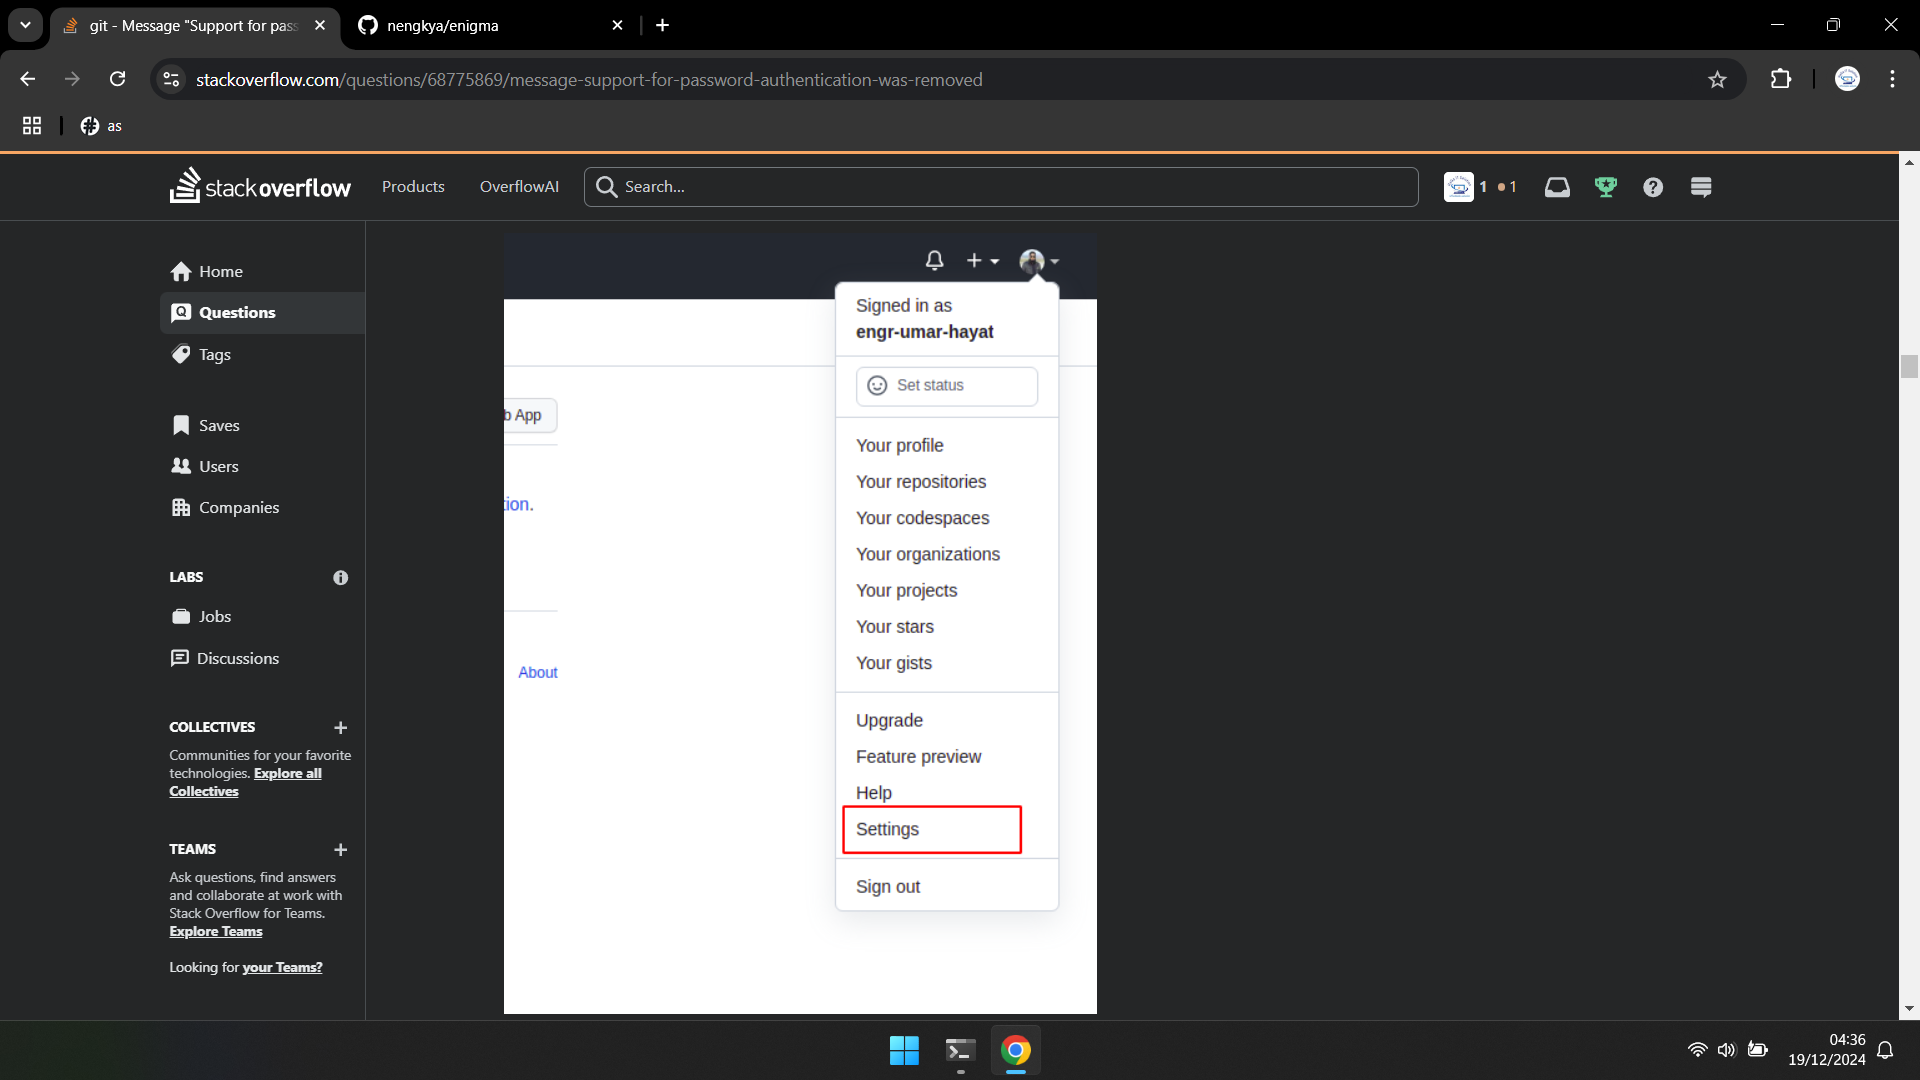 git - Message "Support for pass
nengkya/enigma
stackoverflow.com/questions/68775869/message-support-for-password-authentication-was-removed
as
stackoverflow
Products
OverflowAI
Search...
1
1
Home
Questions
Tags
Saves
Users
Companies
LABS
Jobs
Discussions
COLLECTIVES
Communities for your favorite
technologies. Explore all
Collectives
TEAMS
Ask questions, find answers
and collaborate at work with
Stack Overflow for Teams.
Explore Teams
Looking for your Teams?
b App
tion.
About
Signed in as
engr-umar-hayat
Set status
Your profile
Your repositories
Your codespaces
Your organizations
Your projects
Your stars
Your gists
Upgrade
Feature preview
Help
Settings
Sign out
04:36
19/12/2024